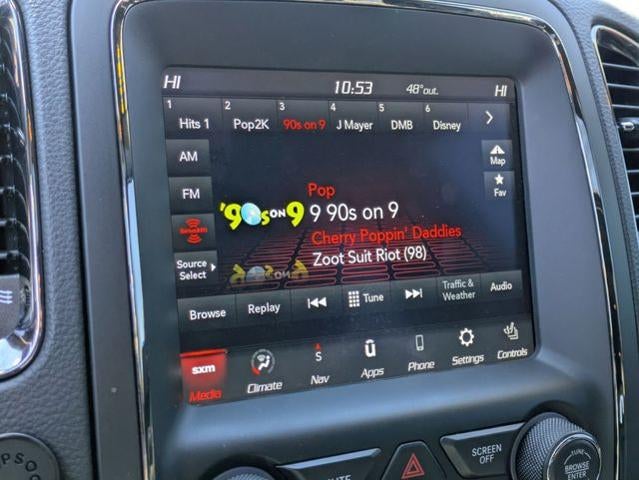 HI 10:53 48°out. HI
1 2 3 4 5 6
Hits 1 Pop2K 90s on 9 J Mayer DMB Disney
AM
Map
FM
Fav
Pop
'90s on 9
9 90s on 9
SiriusXM
Cherry Poppin' Daddies
Source Select
Zoot Suit Riot (98)
Browse Replay Tune Traffic & Weather Audio
sxm
Media Climate S Nav ū Apps Phone Settings Controls
SCREEN OFF
TUNE
BROWSE
ENTER